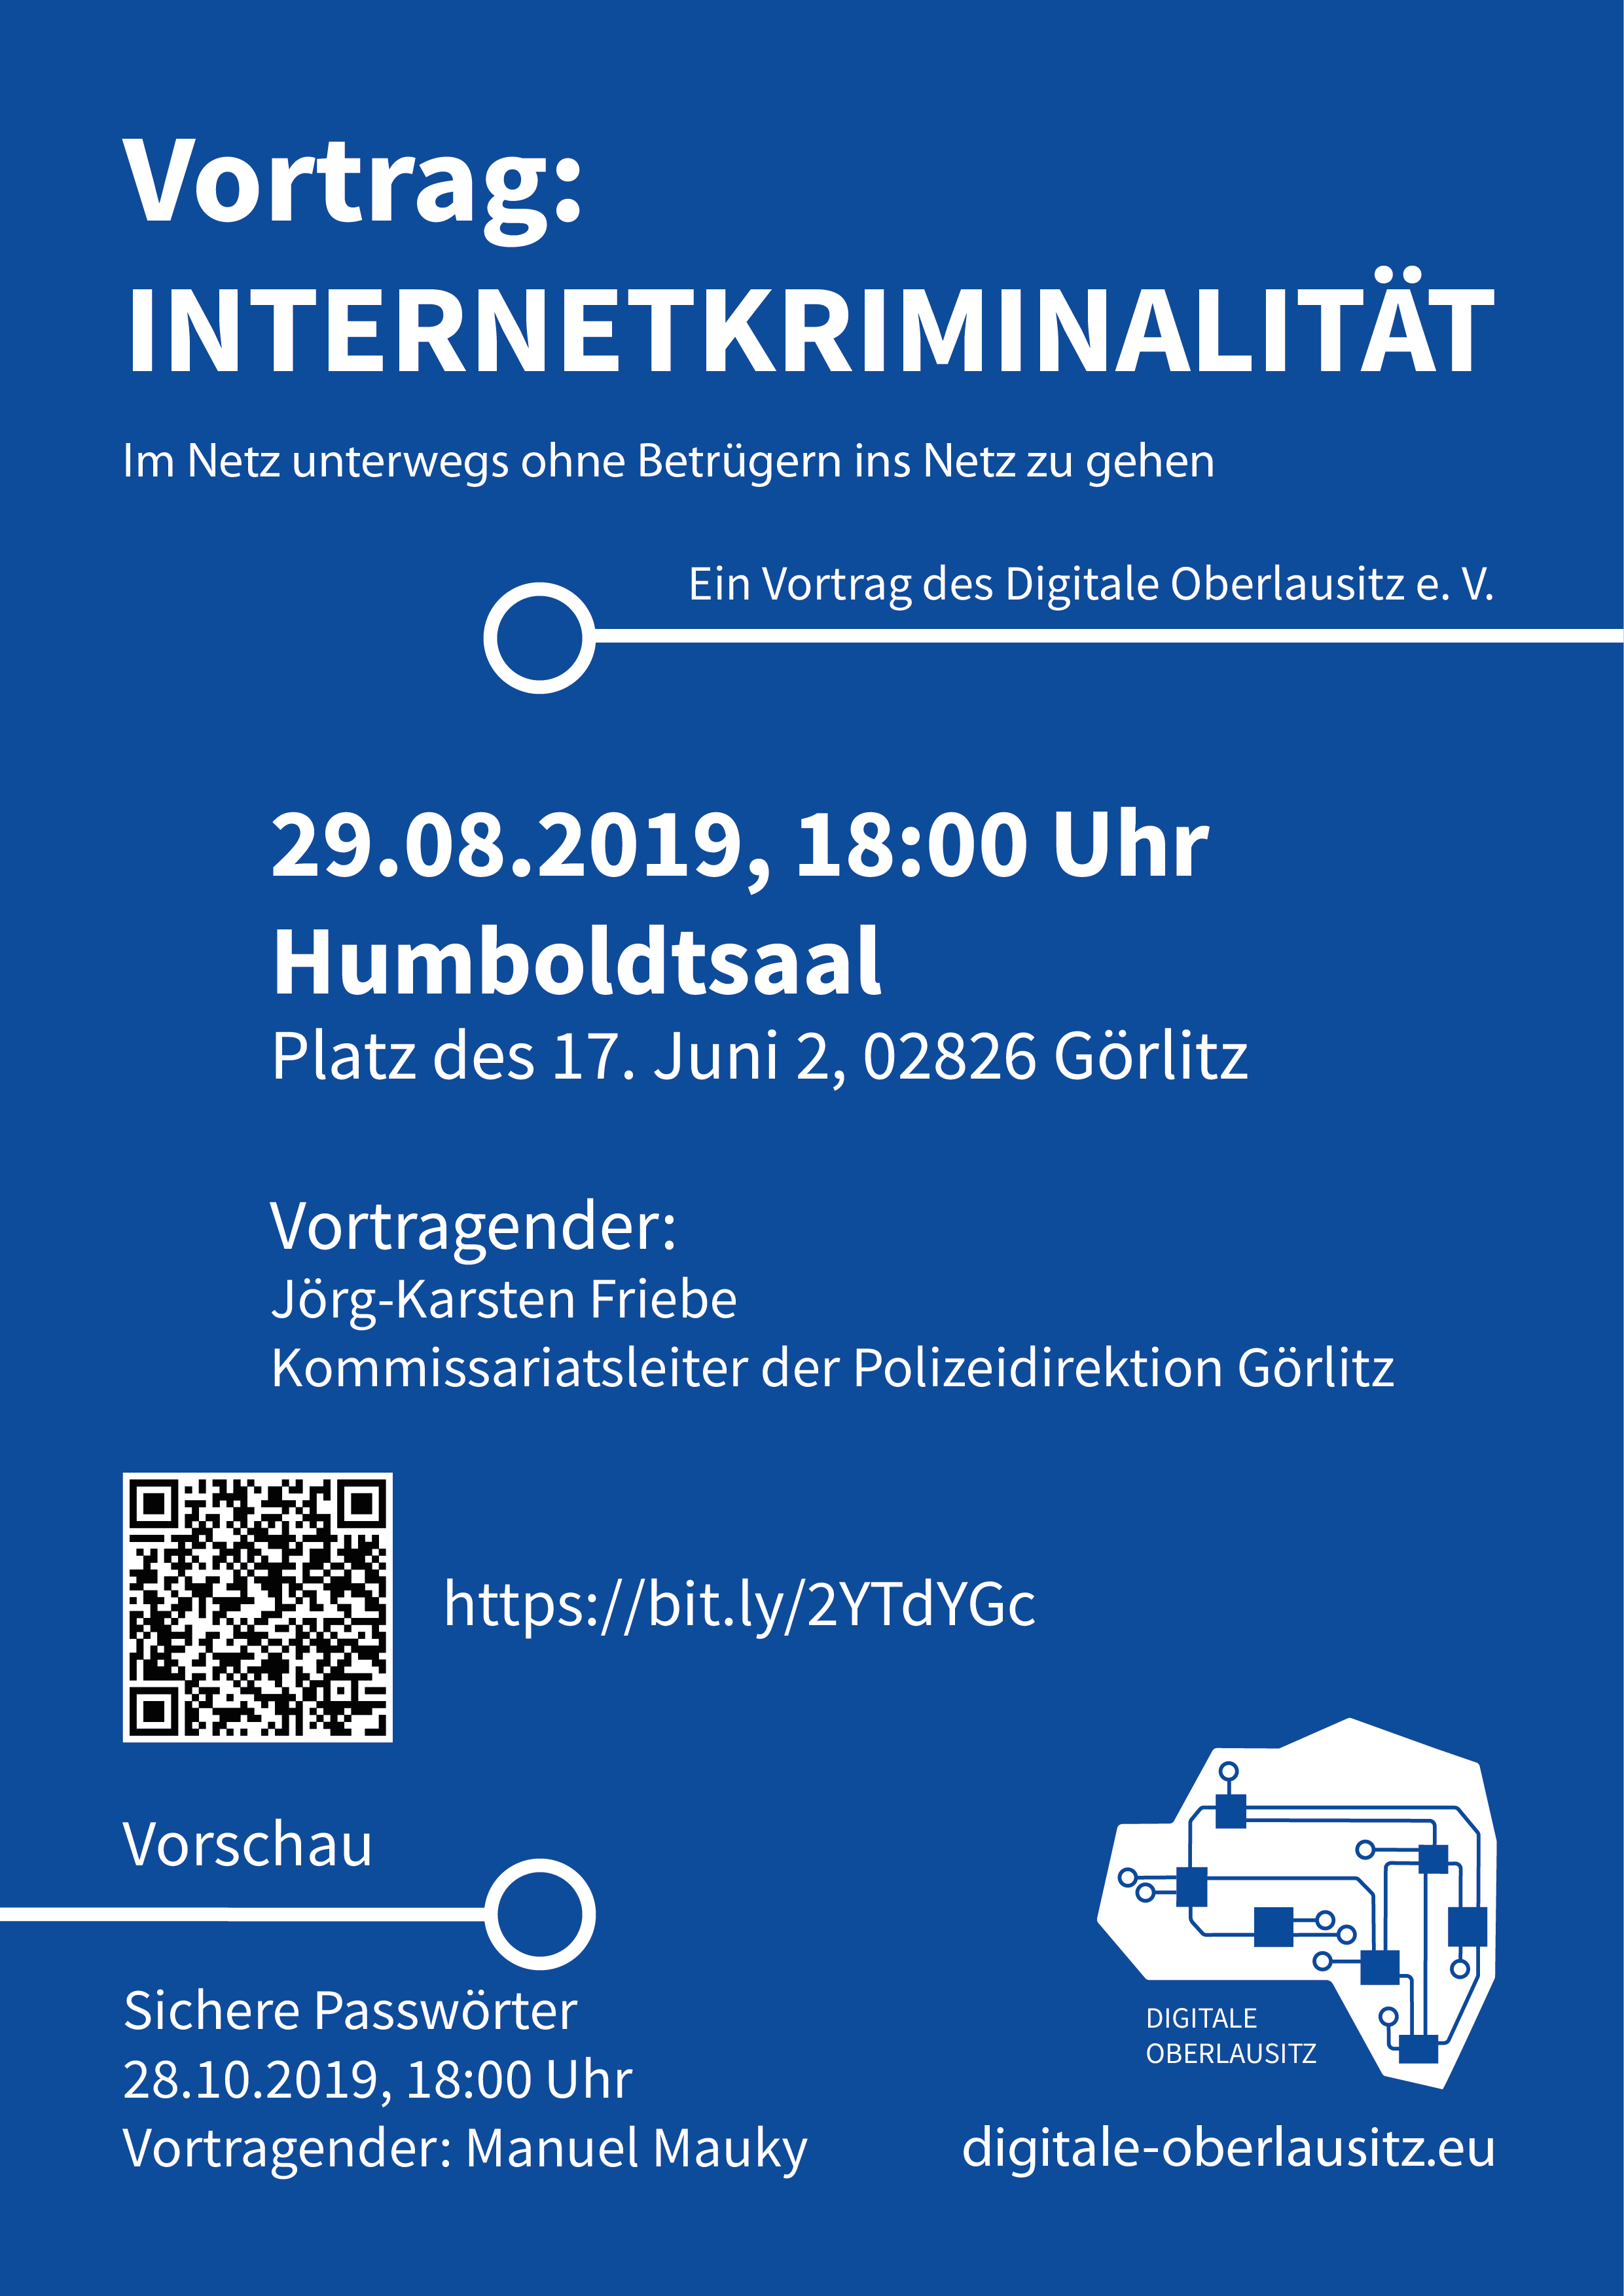 Vortrag:
INTERNETKRIMINALITÄT
Im Netz unterwegs ohne Betrügern ins Netz zu gehen
Ein Vortrag des Digitale Oberlausitz e. V.
29.08.2019, 18:00 Uhr
Humboldtsaal
Platz des 17. Juni 2, 02826 Görlitz
Vortragender:
Jörg-Karsten Friebe
Kommissariatsleiter der Polizeidirektion Görlitz
https://bit.ly/2YTdYGc
Vorschau
Sichere Passwörter
28.10.2019, 18:00 Uhr
Vortragender: Manuel Mauky
DIGITALE
OBERLAUSITZ
digitale-oberlausitz.eu